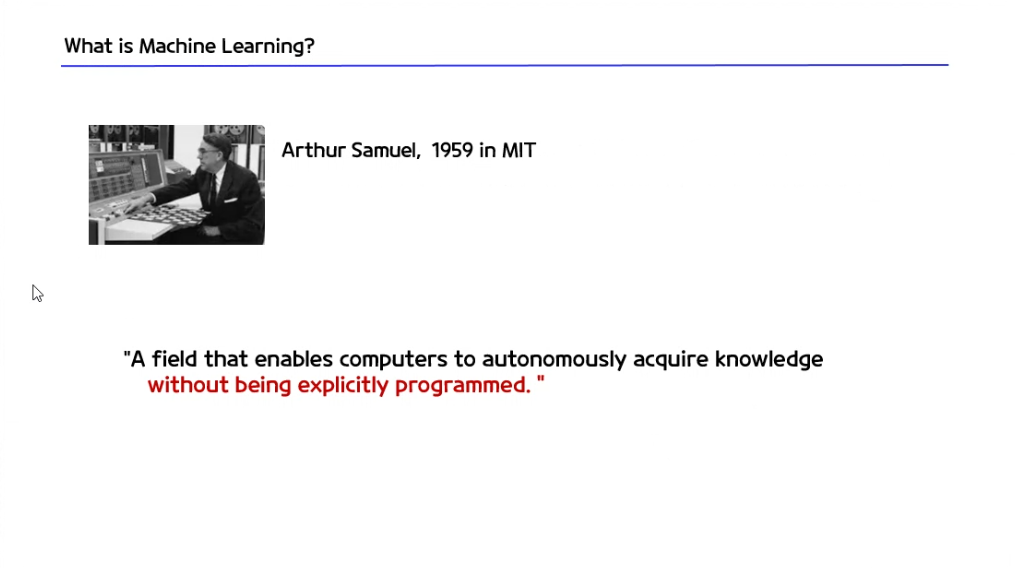 What is Machine Learning?
Arthur Samuel, 1959 in MIT
"A field that enables computers to autonomously acquire knowledge
without being explicitly programmed. "